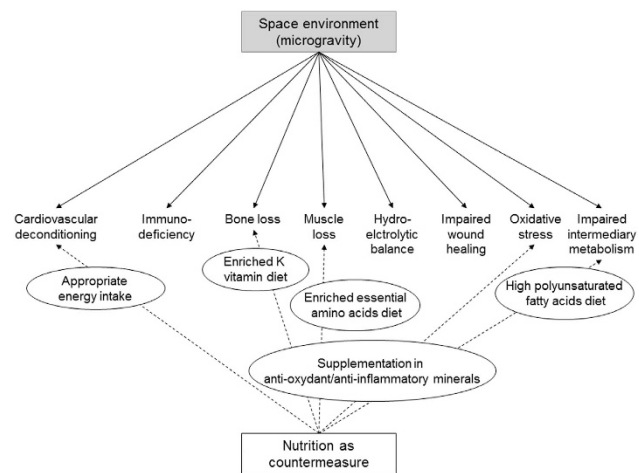 Space environment
(microgravity)
Cardiovascular
deconditioning
Immuno-
deficiency
Bone loss
Muscle
loss
Hydro-
elctrolytic
balance
Impaired
wound
healing
Oxidative
stress
Impaired
intermediary
metabolism
Appropriate
energy intake
Enriched K
vitamin diet
Enriched essential
amino acids diet
High polyunsaturated
fatty acids diet
Supplementation in
anti-oxydant/anti-inflammatory minerals
Nutrition as
countermeasure